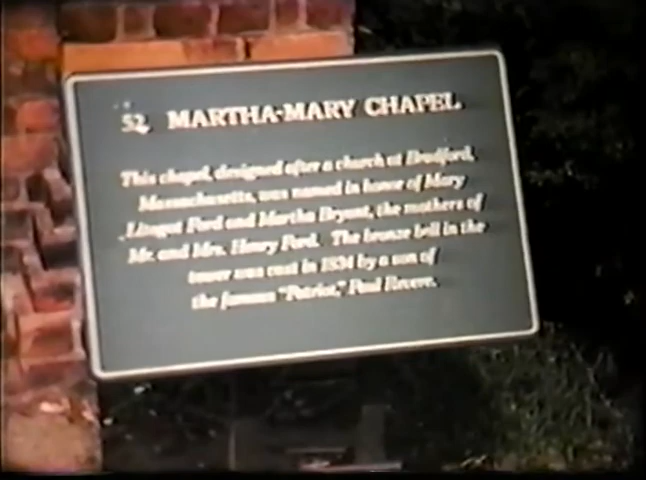 52. MARTHA-MARY CHAPEL
This chapel, designed after a church at Bradford,
Massachusetts, was named in honor of Mary
Litogot Ford and Martha Bryant, the mothers of
Mr. and Mrs. Henry Ford. The bronze bell in the
tower was cast in 1834 by a son of
the famous "Patriot," Paul Revere.